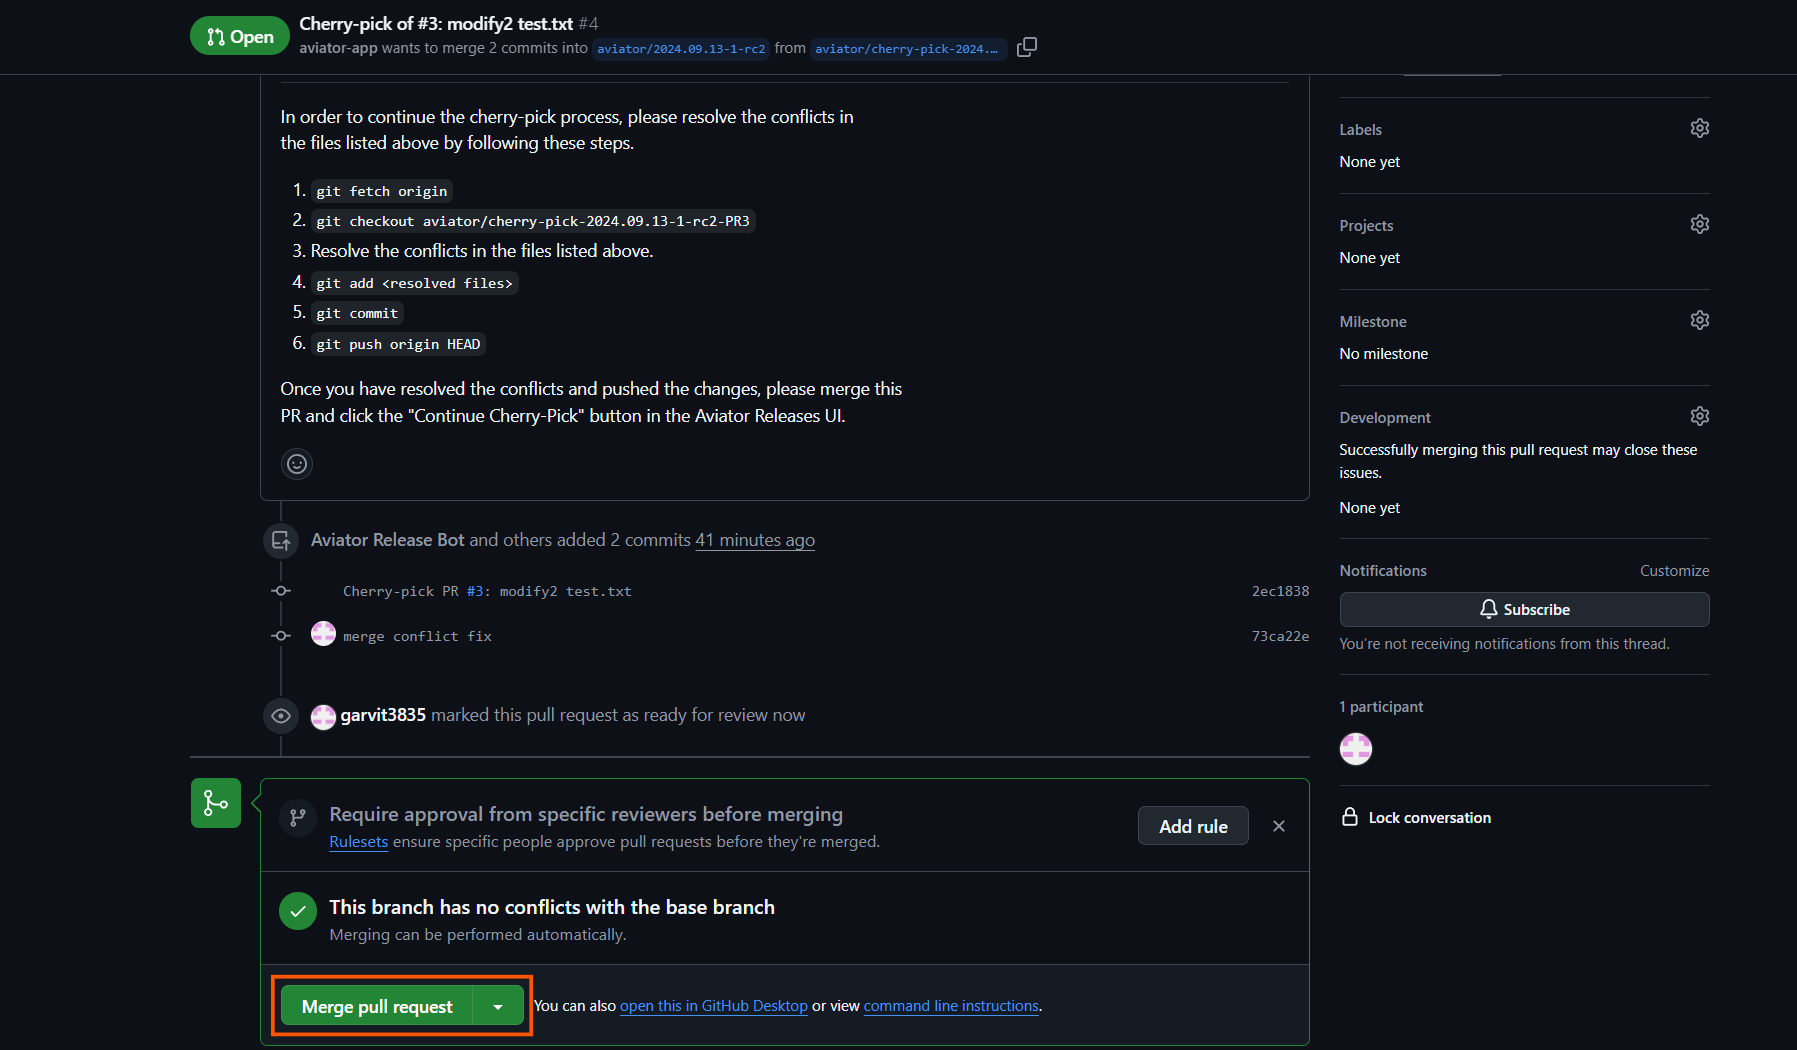 Open
Cherry-pick of #3: modify2 test.txt #4
aviator-app wants to merge 2 commits into aviator/2024.09.13-1-rc2 from aviator/cherry-pick-2024.…
In order to continue the cherry-pick process, please resolve the conflicts in
the files listed above by following these steps.
1. git fetch origin
2. git checkout aviator/cherry-pick-2024.09.13-1-rc2-PR3
3. Resolve the conflicts in the files listed above.
4. git add <resolved files>
5. git commit
6. git push origin HEAD
Once you have resolved the conflicts and pushed the changes, please merge this
PR and click the "Continue Cherry-Pick" button in the Aviator Releases UI.
Aviator Release Bot and others added 2 commits 41 minutes ago
Cherry-pick PR #3: modify2 test.txt 2ec1838
merge conflict fix 73ca22e
garvit3835 marked this pull request as ready for review now
Require approval from specific reviewers before merging
Rulesets ensure specific people approve pull requests before they're merged.
Add rule
This branch has no conflicts with the base branch
Merging can be performed automatically.
Merge pull request
You can also open this in GitHub Desktop or view command line instructions.
Labels
None yet
Projects
None yet
Milestone
No milestone
Development
Successfully merging this pull request may close these
issues.
None yet
Notifications Customize
Subscribe
You're not receiving notifications from this thread.
1 participant
Lock conversation